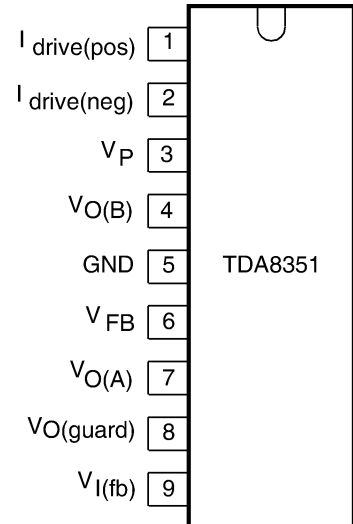 I drive(pos) 1
I drive(neg) 2
VP 3
VO(B) 4
GND 5 TDA8351
VFB 6
VO(A) 7
VO(guard) 8
VI(fb) 9